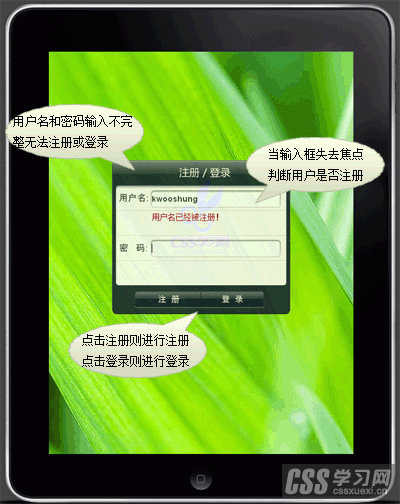 用户名和密码输入不完
整无法注册或登录
当输入框失去焦点
判断用户是否注册
注册 / 登录
用户名: kwooshung
用户名已经被注册!
CSS学习网
密 码:
注 册 登 录
点击注册则进行注册
点击登录则进行登录
CSS学习网
cssxuexi.cn